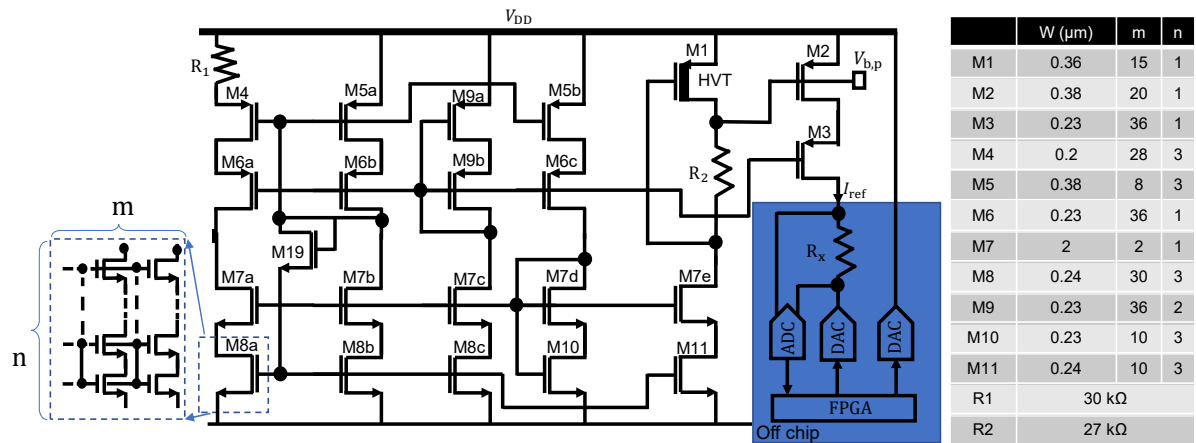 V_DD
R_1
M4
M5a
M9a
M5b
M1
HVT
M2
V_b,p
M3
M6a
M6b
M9b
M6c
R_2
I_ref
m
M19
R_x
M7a
M7b
M7c
M7d
M7e
n
M8a
M8b
M8c
M10
M11
ADC
DAC
DAC
FPGA
Off chip
W (μm) m n
M1 0.36 15 1
M2 0.38 20 1
M3 0.23 36 1
M4 0.2 28 3
M5 0.38 8 3
M6 0.23 36 1
M7 2 2 1
M8 0.24 30 3
M9 0.23 36 2
M10 0.23 10 3
M11 0.24 10 3
R1 30 kΩ
R2 27 kΩ